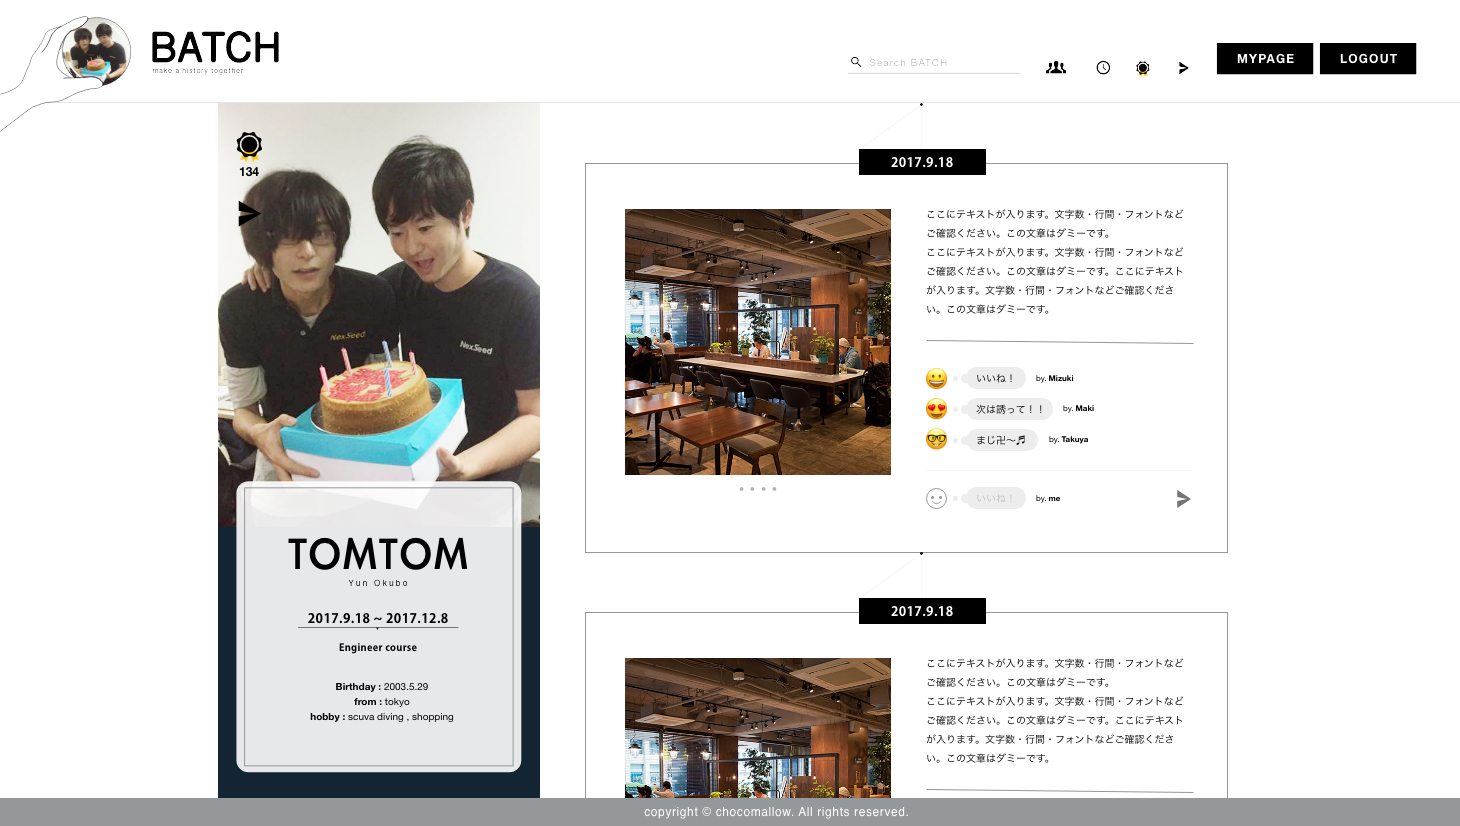 BATCH
make a history together
Search BATCH
MYPAGE
LOGOUT
134
NexSeed
NexSeed
TOMTOM
Yun Okubo
2017.9.18 ~ 2017.12.8
Engineer course
Birthday : 2003.5.29
from : tokyo
hobby : scuva diving , shopping
2017.9.18
ここにテキストが入ります。文字数・行間・フォントなど
ご確認ください。この文章はダミーです。
ここにテキストが入ります。文字数・行間・フォントなど
ご確認ください。この文章はダミーです。ここにテキスト
が入ります。文字数・行間・フォントなどご確認くださ
い。この文章はダミーです。
いいね！ by. Mizuki
次は誘って！！ by. Maki
まじ卍〜♬ by. Takuya
いいね！ by. me
2017.9.18
ここにテキストが入ります。文字数・行間・フォントなど
ご確認ください。この文章はダミーです。
ここにテキストが入ります。文字数・行間・フォントなど
ご確認ください。この文章はダミーです。ここにテキスト
が入ります。文字数・行間・フォントなどご確認くださ
い。この文章はダミーです。
copyright © chocomallow. All rights reserved.